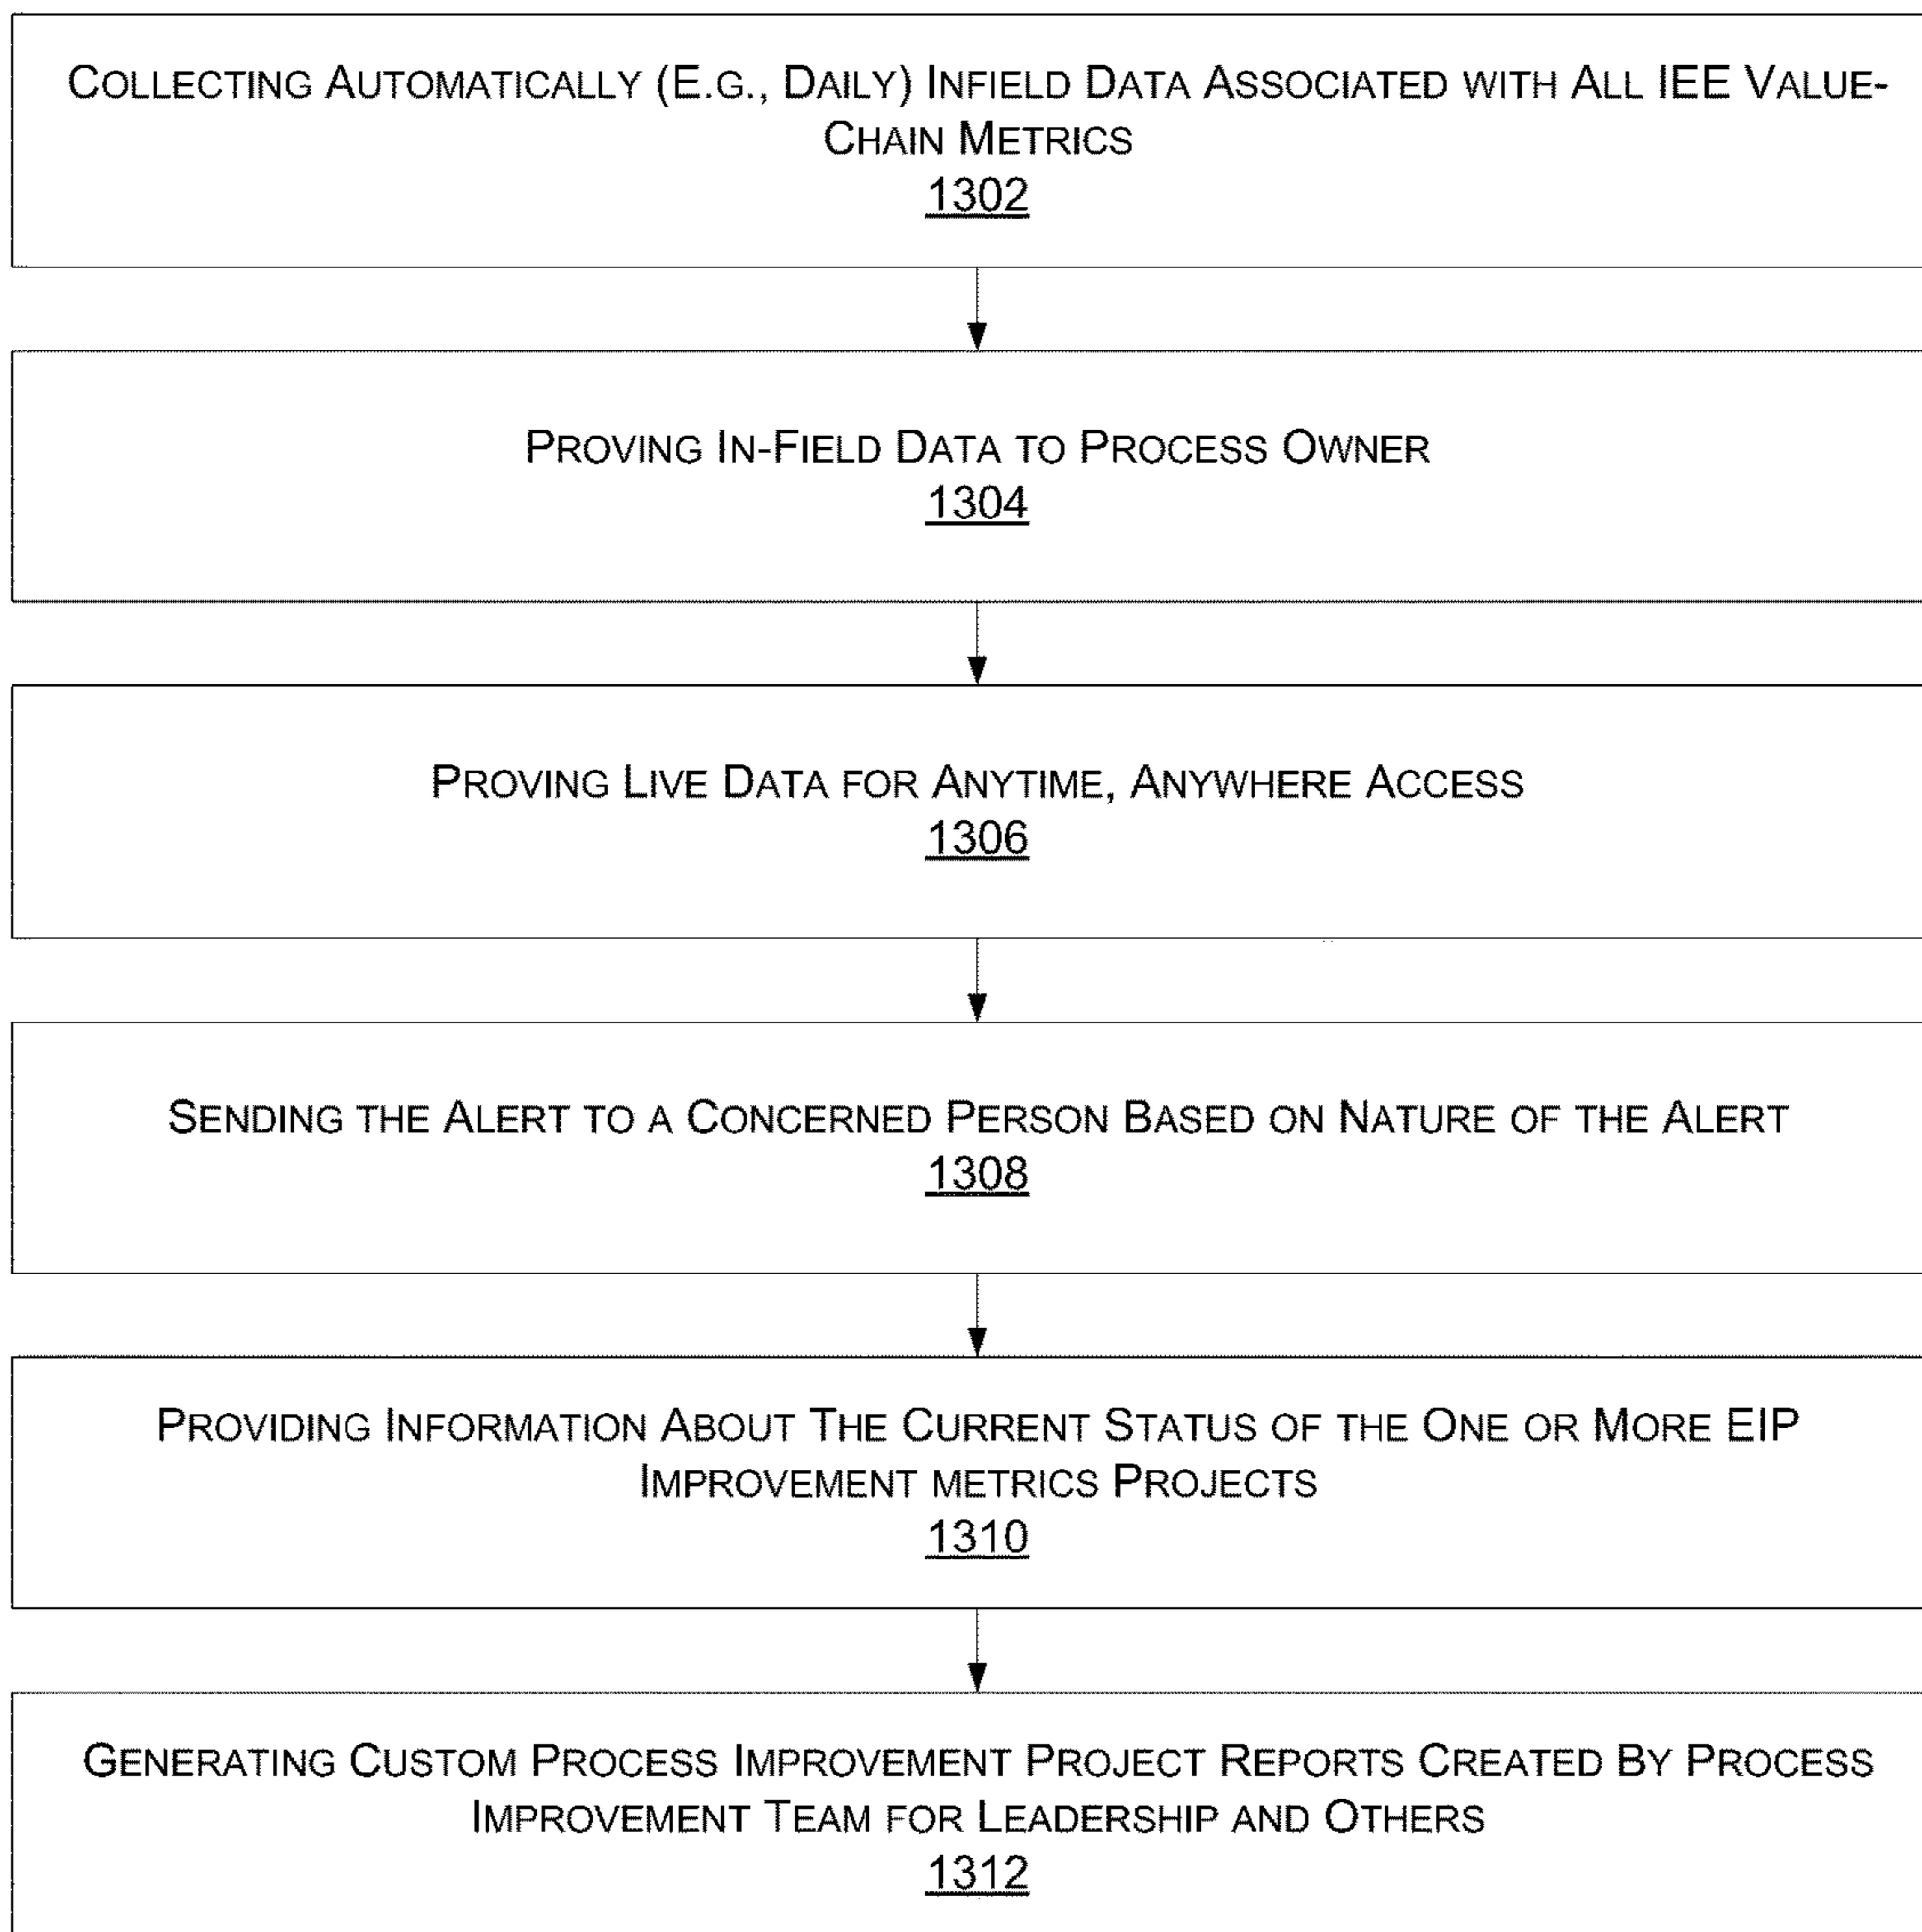 Collecting Automatically (E.g., Daily) Infield Data Associated with All IEE Value-
Chain Metrics
1302
Proving In-Field Data to Process Owner
1304
Proving Live Data for Anytime, Anywhere Access
1306
Sending the Alert to a Concerned Person Based on Nature of the Alert
1308
Providing Information About The Current Status of the One or More EIP
Improvement metrics Projects
1310
Generating Custom Process Improvement Project Reports Created By Process
Improvement Team for Leadership and Others
1312